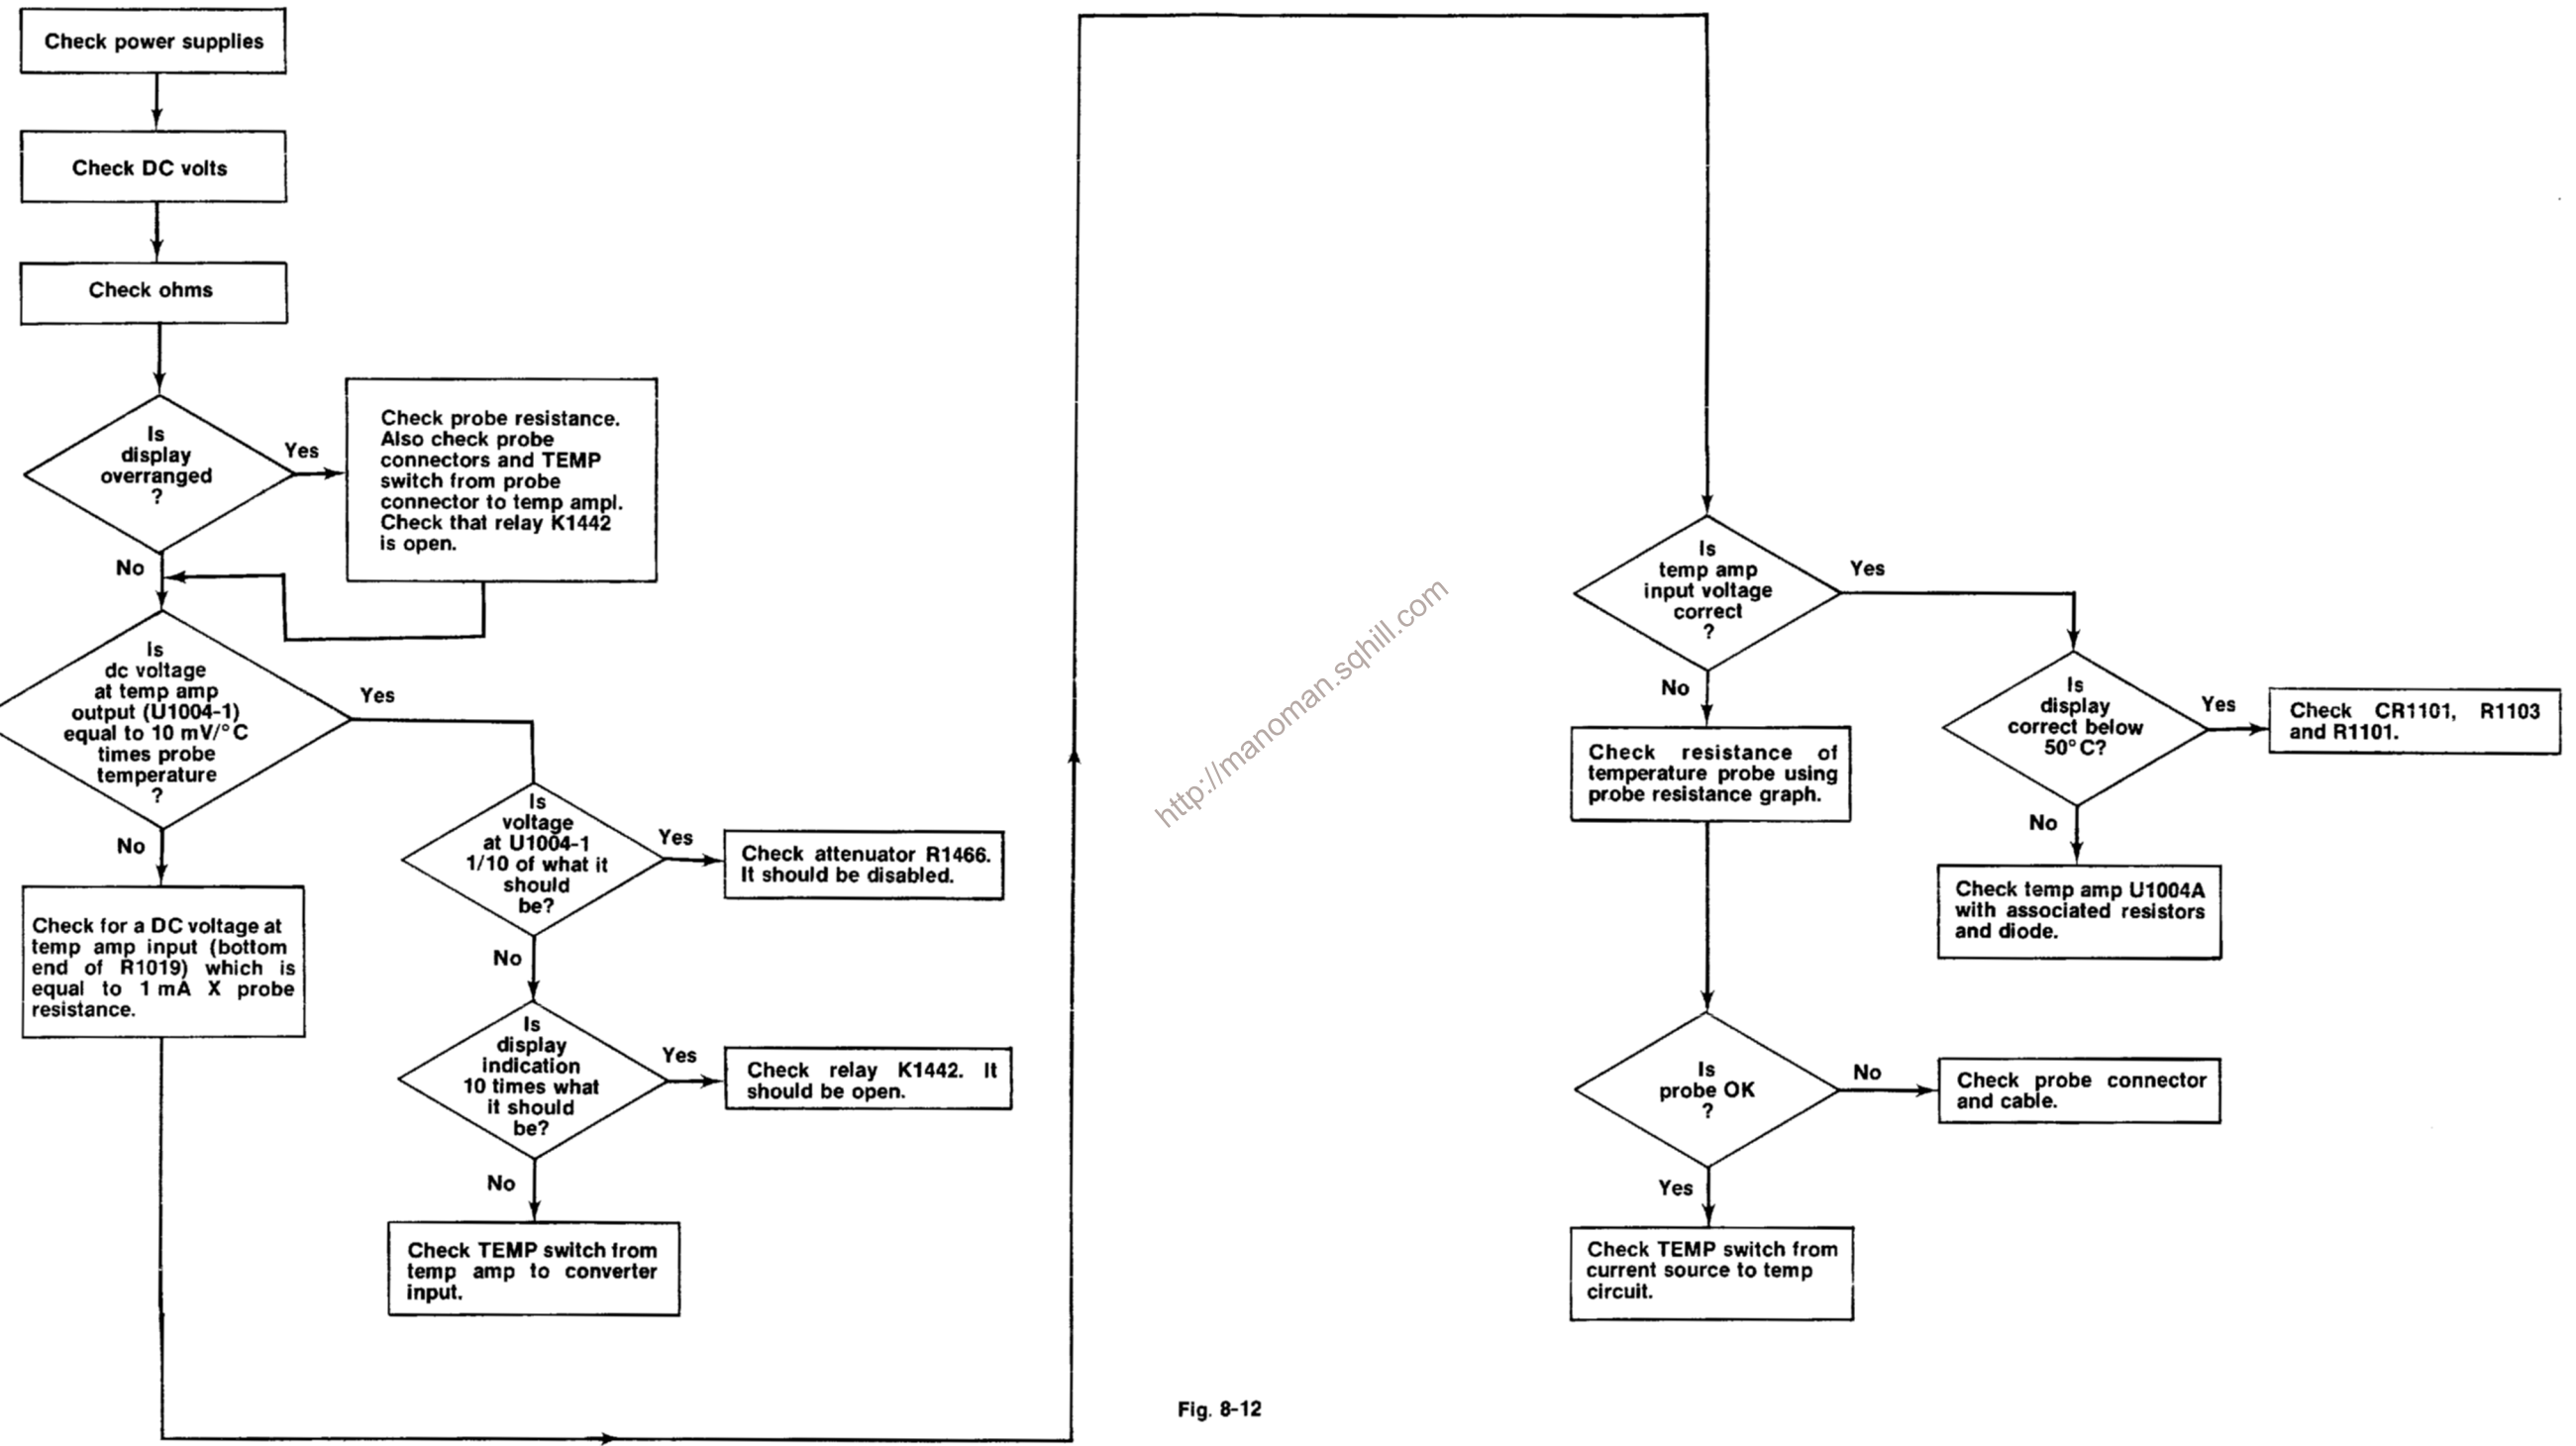 Check power supplies
Check DC volts
Check ohms
Is
display
overranged
?
Yes
Check probe resistance.
Also check probe
connectors and TEMP
switch from probe
connector to temp ampl.
Check that relay K1442
is open.
No
Is
dc voltage
at temp amp
output (U1004-1)
equal to 10 mV/°C
times probe
temperature
?
Yes
No
Check for a DC voltage at
temp amp input (bottom
end of R1019) which is
equal to 1 mA X probe
resistance.
Is
voltage
at U1004-1
1/10 of what it
should
be?
Yes
Check attenuator R1466.
It should be disabled.
No
Is
display
indication
10 times what
it should
be?
Yes
Check relay K1442. It
should be open.
No
Check TEMP switch from
temp amp to converter
input.
http://manoman.sqhill.com
Is
temp amp
input voltage
correct
?
Yes
Is
display
correct below
50°C?
Yes
Check CR1101, R1103
and R1101.
No
Check temp amp U1004A
with associated resistors
and diode.
No
Check resistance of
temperature probe using
probe resistance graph.
Is
probe OK
?
No
Check probe connector
and cable.
Yes
Check TEMP switch from
current source to temp
circuit.
Fig. 8-12